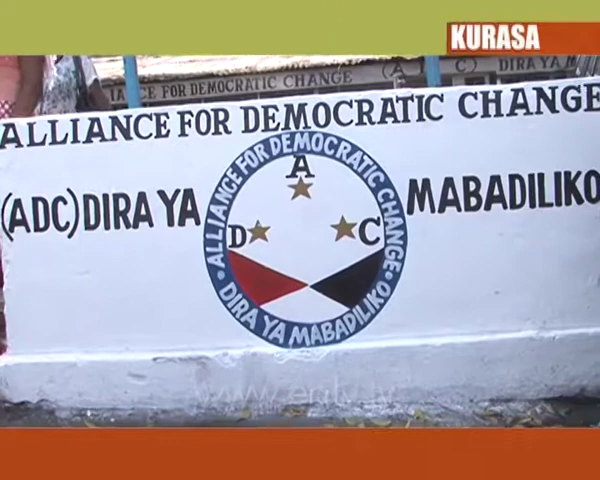 KURASA
ALLIANCE FOR DEMOCRATIC CHANGE (A C) DIRA YA
ALLIANCE FOR DEMOCRATIC CHANGE
(ADC) DIRA YA MABADILIKO
ALLIANCE FOR DEMOCRATIC CHANGE
A
D C
DIRA YA MABADILIKO